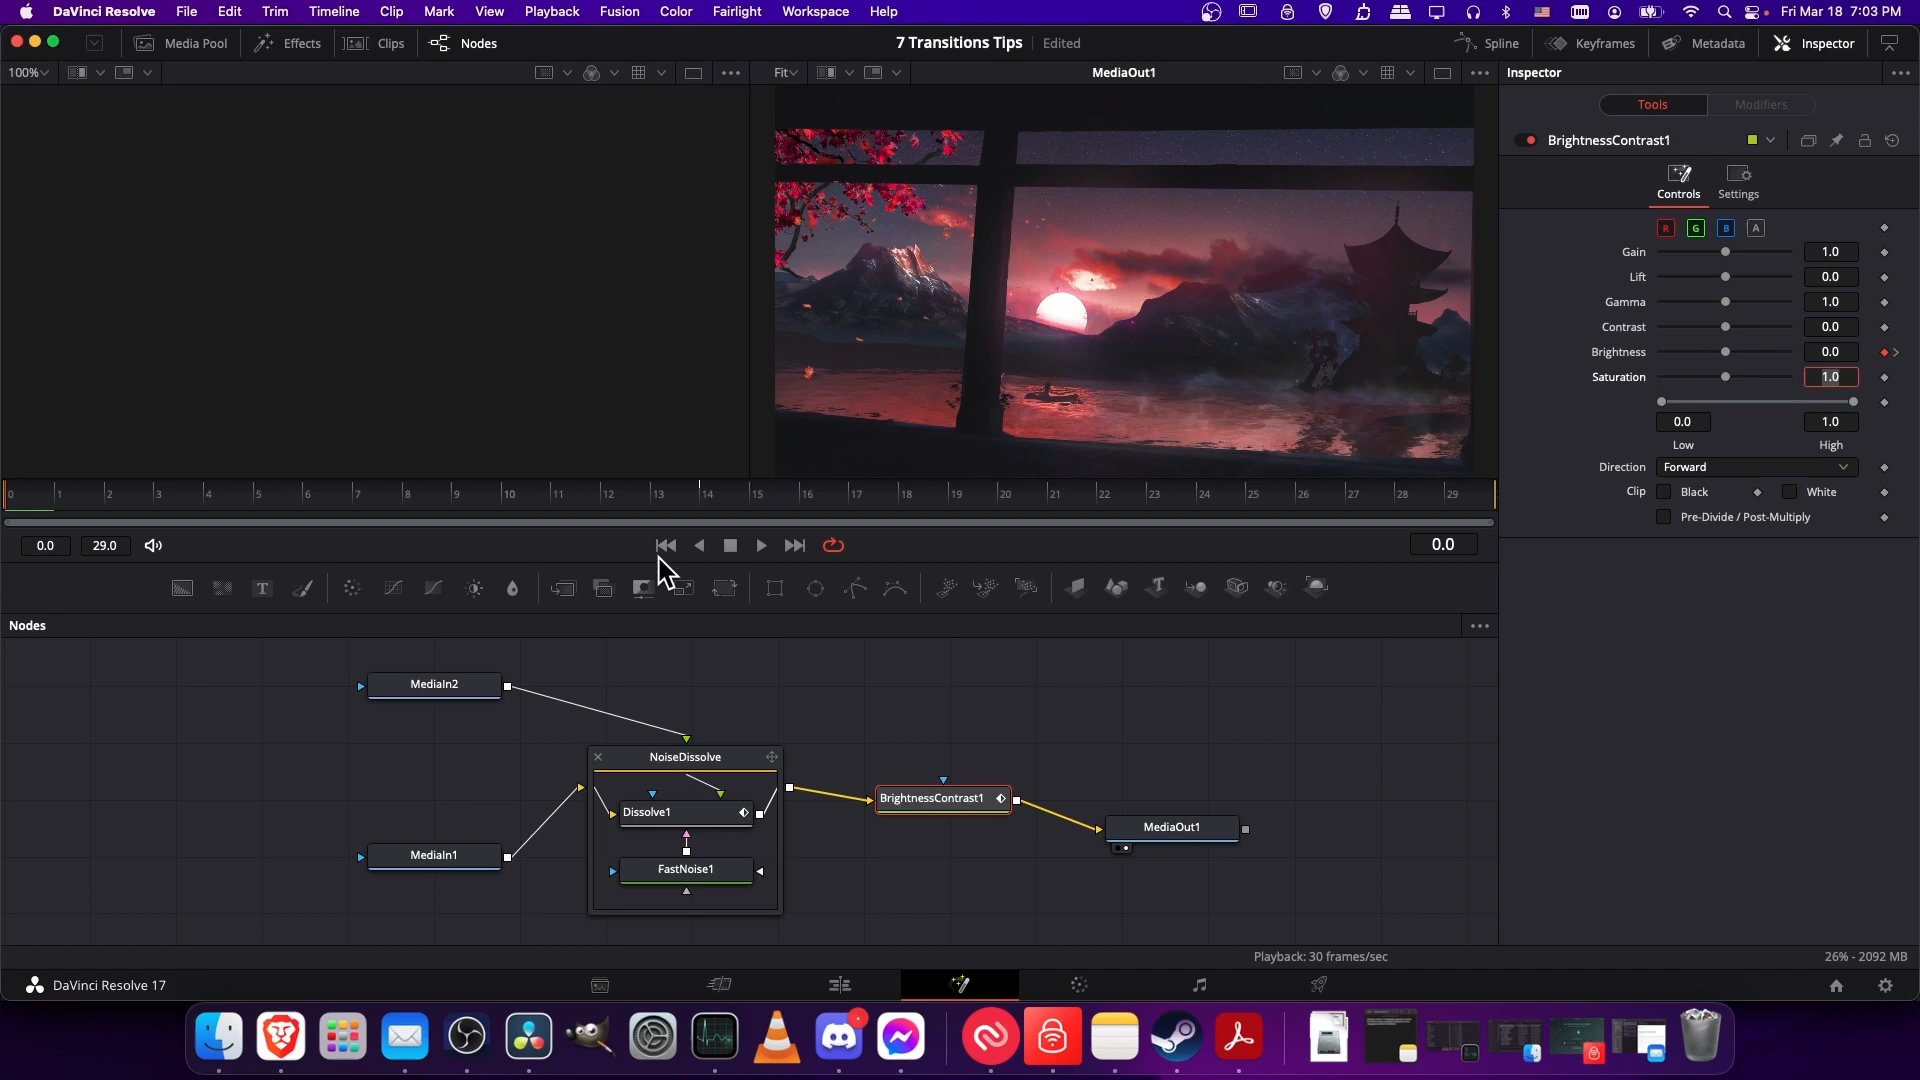 DaVinci Resolve File Edit Trim Timeline Clip Mark View Playback Fusion Color Fairlight Workspace Help Fri Mar 18 7:03 PM
Media Pool Effects Clips Nodes 7 Transitions Tips Edited Spline Keyframes Metadata Inspector
100% Fit MediaOut1 Inspector
Tools Modifiers
BrightnessContrast1
Controls Settings
R G B A
Gain 1.0
Lift 0.0
Gamma 1.0
Contrast 0.0
Brightness 0.0
Saturation 1.0
0.0 1.0
Low High
Direction Forward
Clip Black White
Pre-Divide / Post-Multiply
0 1 2 3 4 5 6 7 8 9 10 11 12 13 14 15 16 17 18 19 20 21 22 23 24 25 26 27 28 29
0.0 29.0 0.0
T T
Nodes
MediaIn2
NoiseDissolve
Dissolve1
BrightnessContrast1
MediaOut1
MediaIn1
FastNoise1
Playback: 30 frames/sec 26% - 2092 MB
DaVinci Resolve 17